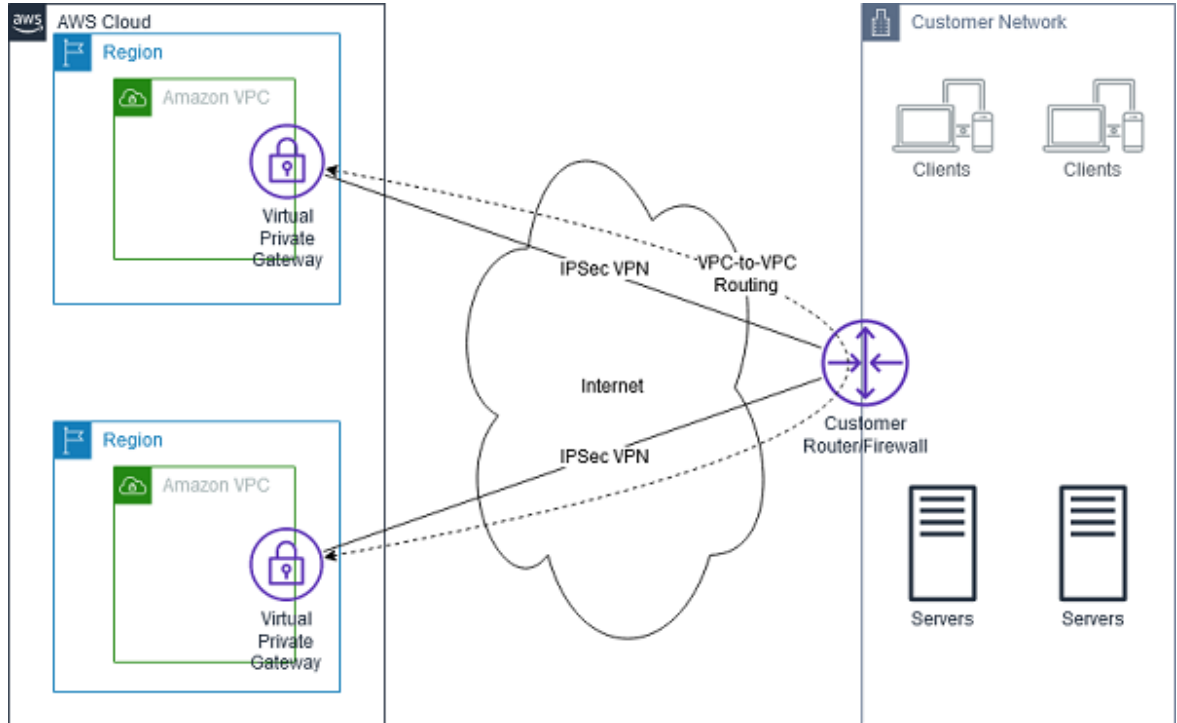 aws
AWS Cloud
Region
Amazon VPC
Virtual
Private
Gateway
IPSec VPN
VPC-to-VPC
Routing
Internet
Region
Amazon VPC
Virtual
Private
Gateway
IPSec VPN
Customer Network
Clients
Clients
Customer
Router/Firewall
Servers
Servers